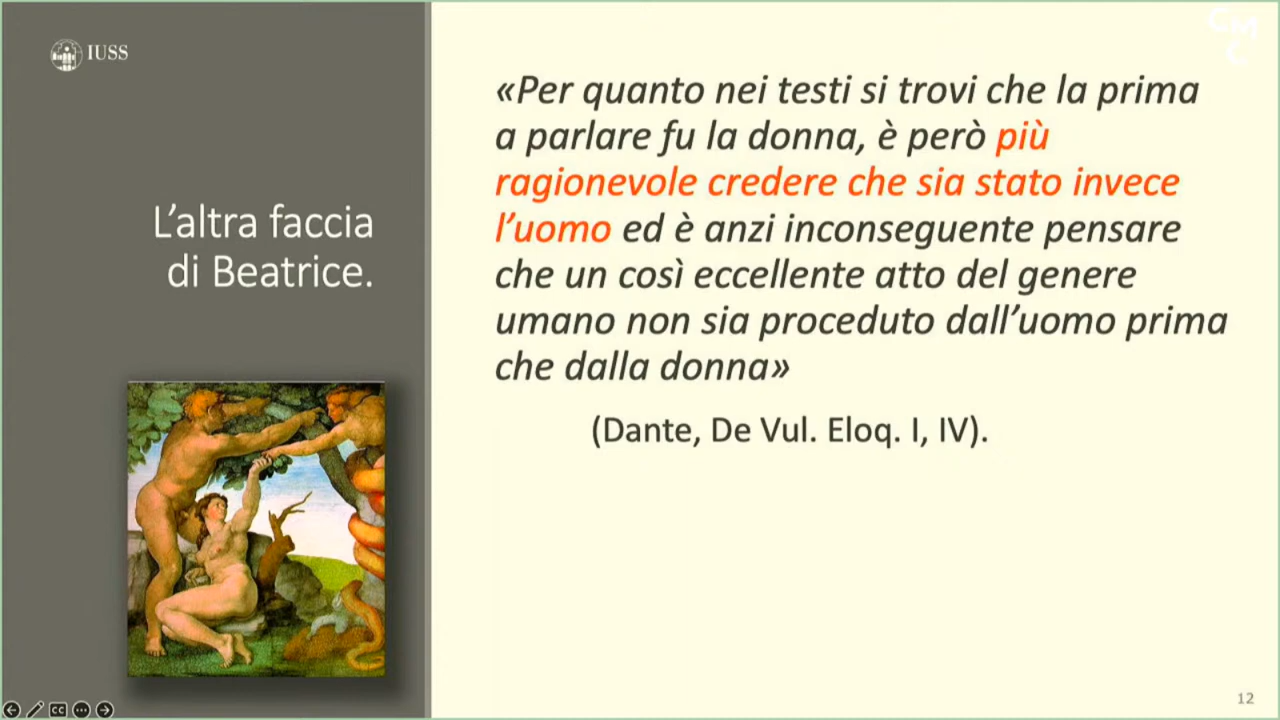 IUSS
CM
C
L'altra faccia
di Beatrice.
«Per quanto nei testi si trovi che la prima
a parlare fu la donna, è però più
ragionevole credere che sia stato invece
l'uomo ed è anzi inconseguente pensare
che un così eccellente atto del genere
umano non sia proceduto dall'uomo prima
che dalla donna»
(Dante, De Vul. Eloq. I, IV).
CC
12